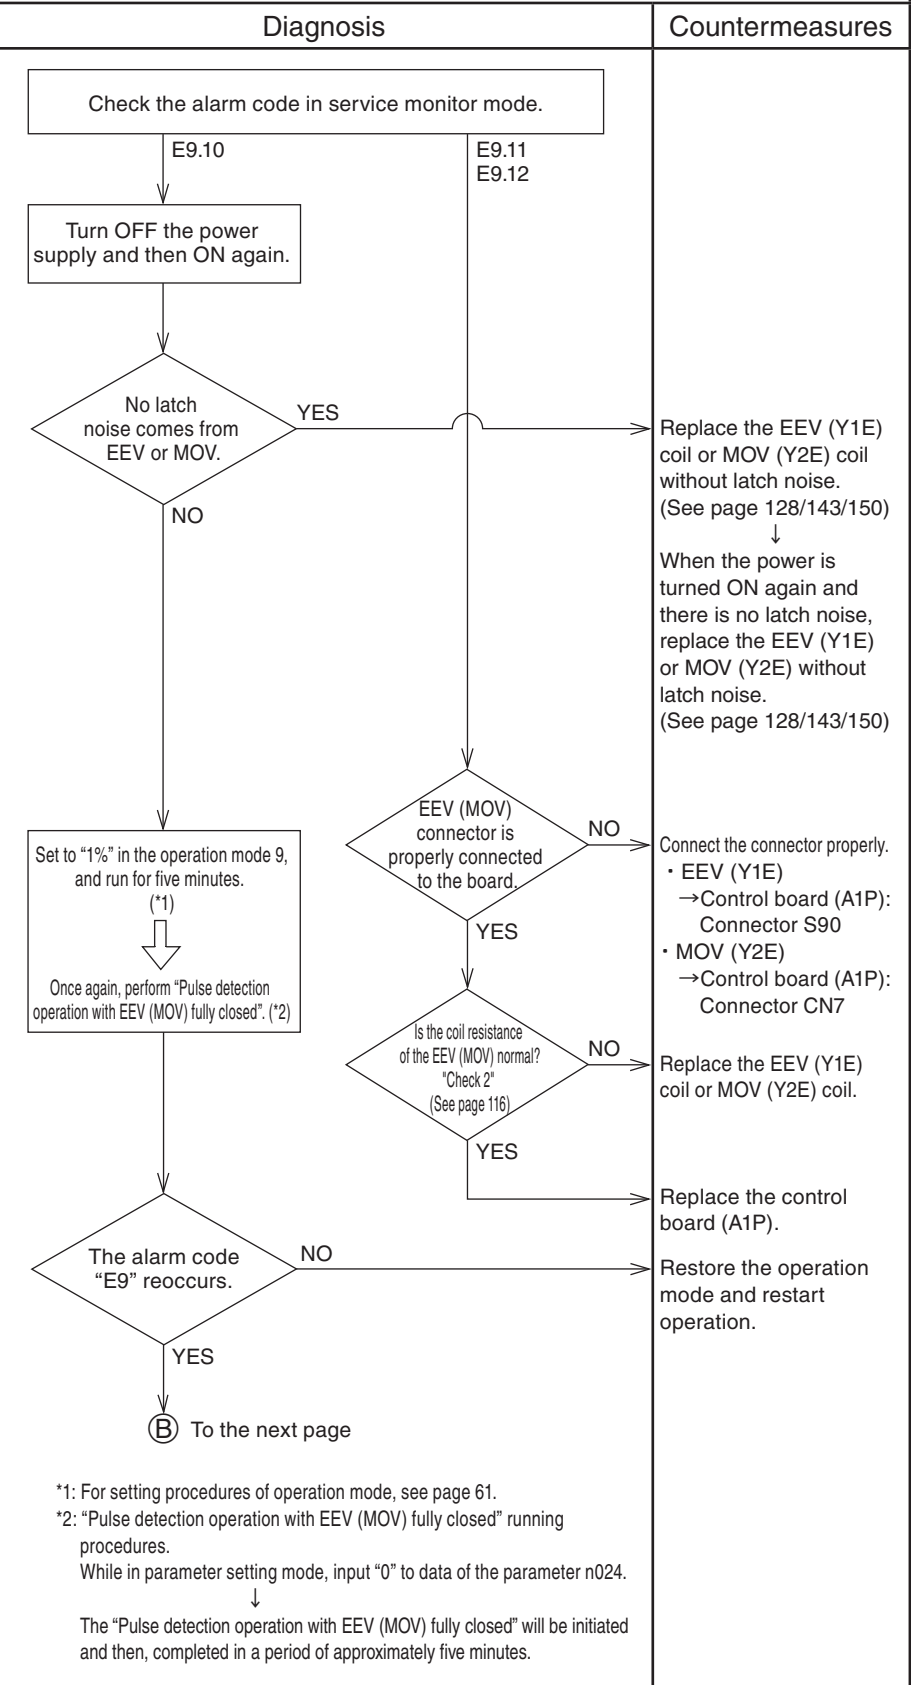 Diagnosis
Countermeasures
Check the alarm code in service monitor mode.
E9.10
E9.11
E9.12
Turn OFF the power
supply and then ON again.
No latch
noise comes from
EEV or MOV.
YES
NO
Replace the EEV (Y1E)
coil or MOV (Y2E) coil
without latch noise.
(See page 128/143/150)
↓
When the power is
turned ON again and
there is no latch noise,
replace the EEV (Y1E)
or MOV (Y2E) without
latch noise.
(See page 128/143/150)
EEV (MOV)
connector is
properly connected
to the board.
NO
YES
Connect the connector properly.
・EEV (Y1E)
→Control board (A1P):
Connector S90
・MOV (Y2E)
→Control board (A1P):
Connector CN7
Set to “1%” in the operation mode 9,
and run for five minutes.
(*1)
Once again, perform “Pulse detection
operation with EEV (MOV) fully closed”. (*2)
Is the coil resistance
of the EEV (MOV) normal?
"Check 2"
(See page 116)
NO
YES
Replace the EEV (Y1E)
coil or MOV (Y2E) coil.
Replace the control
board (A1P).
The alarm code
“E9” reoccurs.
NO
YES
Restore the operation
mode and restart
operation.
B To the next page
*1: For setting procedures of operation mode, see page 61.
*2: “Pulse detection operation with EEV (MOV) fully closed” running
procedures.
While in parameter setting mode, input “0” to data of the parameter n024.
↓
The “Pulse detection operation with EEV (MOV) fully closed” will be initiated
and then, completed in a period of approximately five minutes.